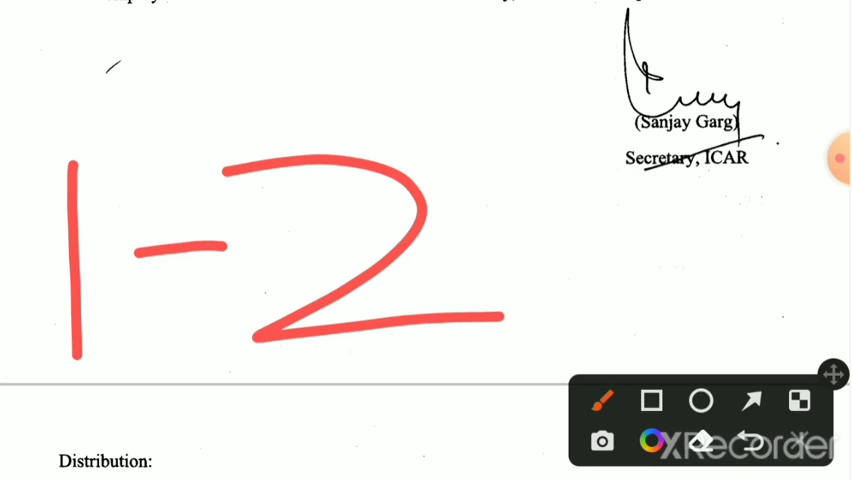 (Sanjay Garg)
Secretary, ICAR
1-2
XRecorder
Distribution: